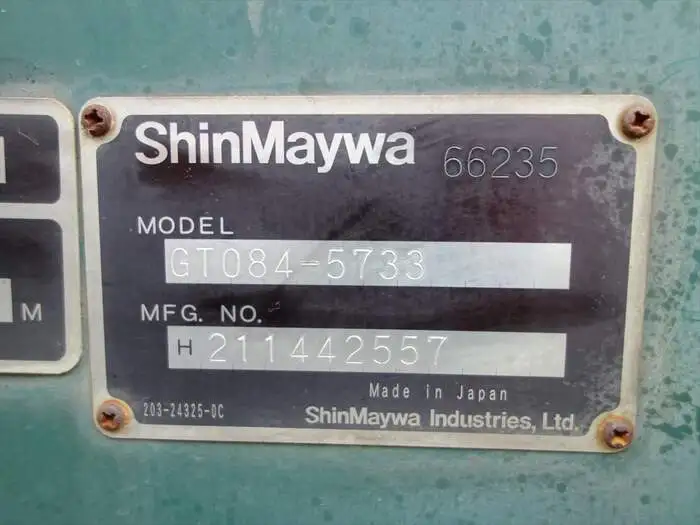 ShinMaywa 66235
MODEL
GT084-5733
MFG. NO.
H 211442557
Made in Japan
203-24325-0C ShinMaywa Industries, Ltd.
M